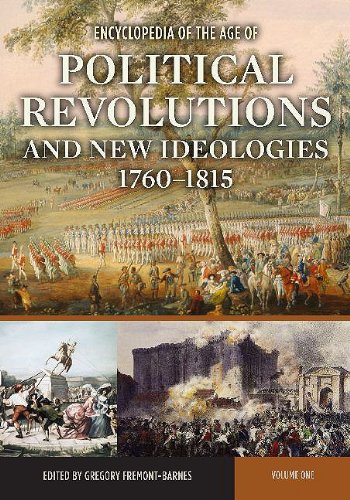 ENCYCLOPEDIA OF THE AGE OF
POLITICAL
REVOLUTIONS
AND NEW IDEOLOGIES
1760–1815
EDITED BY GREGORY FREMONT-BARNES
VOLUME ONE